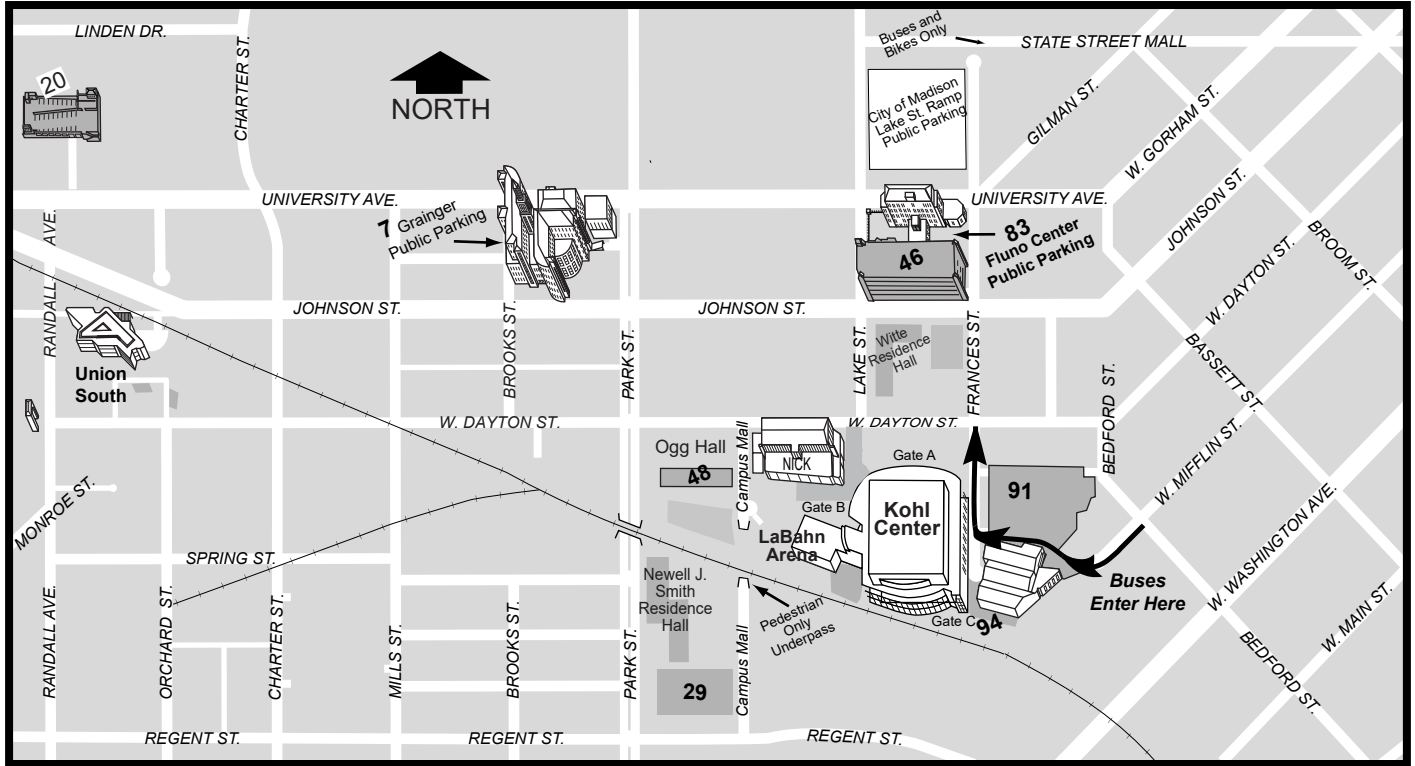 LINDEN DR.
CHARTER ST.
20
NORTH
Buses and
Bikes Only
STATE STREET MALL
City of Madison
Lake St. Ramp
Public Parking
GILMAN ST.
W. GORHAM ST.
UNIVERSITY AVE.
UNIVERSITY AVE.
7 Grainger
Public Parking
83
Fluno Center
Public Parking
46
JOHNSON ST.
BROOM ST.
W. DAYTON ST.
RANDALL AVE.
JOHNSON ST.
JOHNSON ST.
BROOKS ST.
PARK ST.
LAKE ST.
Witte
Residence
Hall
FRANCES ST.
BASSETT ST.
BEDFORD ST.
Union
South
W. DAYTON ST.
W. DAYTON ST.
W. MIFFLIN ST.
Ogg Hall
48
Campus Mall
NICK
Gate A
Gate B
Kohl
Center
91
MONROE ST.
LaBahn
Arena
SPRING ST.
Newell J.
Smith
Residence
Hall
Pedestrian
Only
Underpass
Gate C
94
Buses
Enter Here
W. WASHINGTON AVE.
W. MAIN ST.
BEDFORD ST.
RANDALL AVE.
ORCHARD ST.
CHARTER ST.
MILLS ST.
BROOKS ST.
PARK ST.
29
Campus Mall
REGENT ST.
REGENT ST.
REGENT ST.